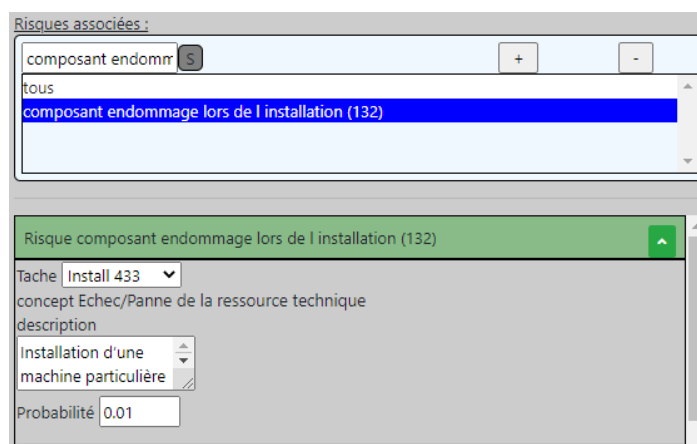 Risques associées :
composant endomm S + -
tous
composant endommage lors de l installation (132)
Risque composant endommage lors de l installation (132)
Tache Install 433
concept Echec/Panne de la ressource technique
description
Installation d'une
machine particulière
Probabilité 0.01